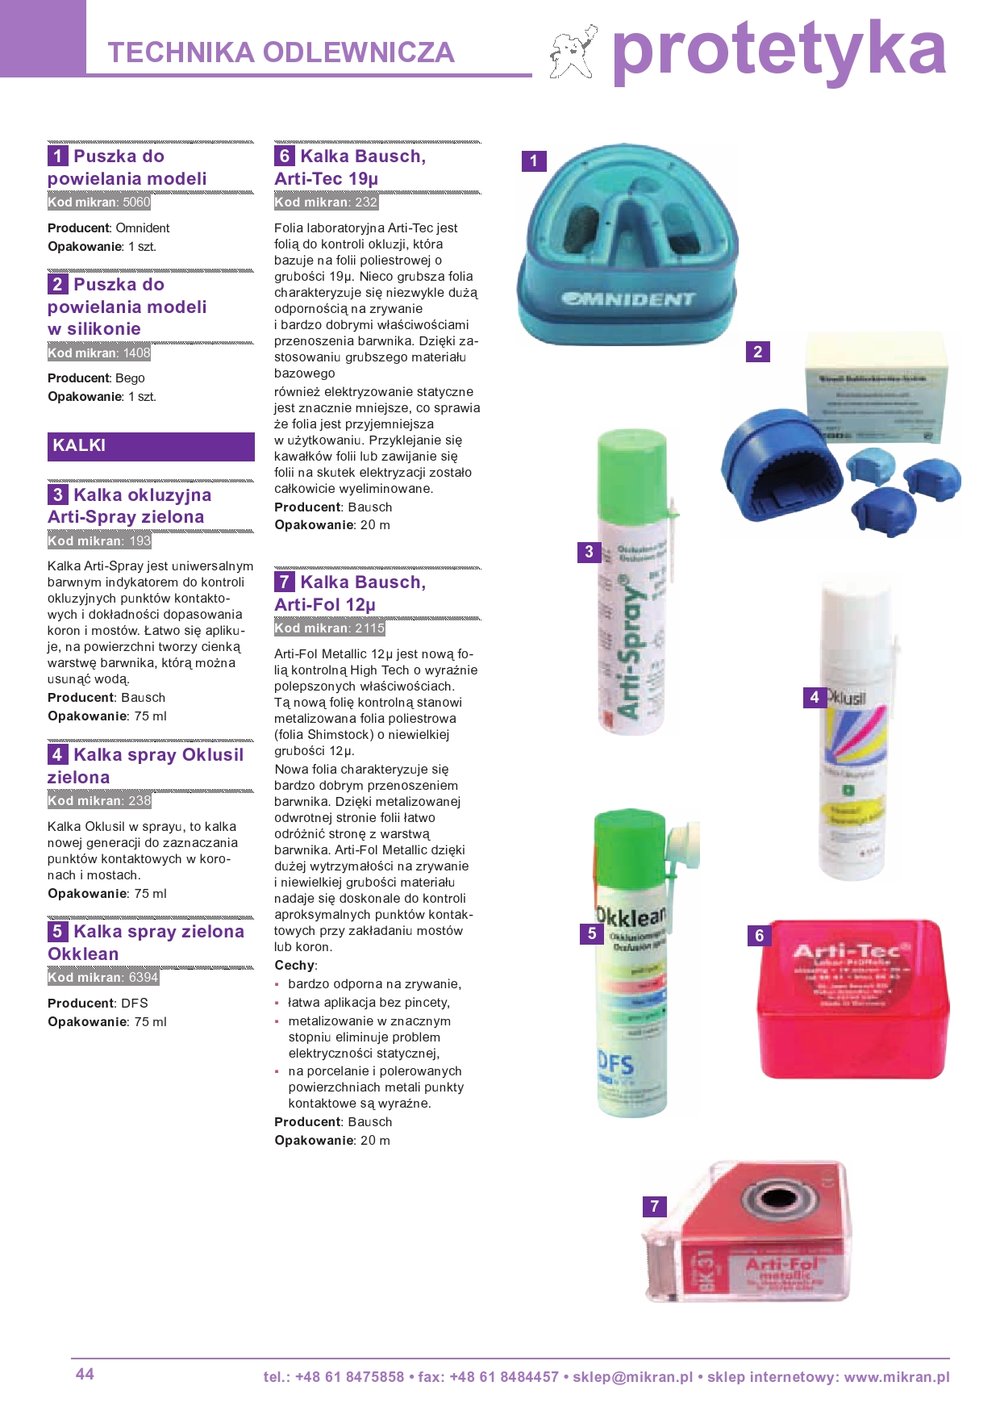 TECHNIKA ODLEWNICZA
protetyka
1 Puszka do
powielania modeli
Kod mikran: 5060
Producent: Omnident
Opakowanie: 1 szt.
2 Puszka do
powielania modeli
w silikonie
Kod mikran: 1408
Producent: Bego
Opakowanie: 1 szt.
KALKI
3 Kalka okluzyjna
Arti-Spray zielona
Kod mikran: 193
Kalka Arti-Spray jest uniwersalnym
barwnym indykatorem do kontroli
okluzyjnych punktów kontakto-
wych i dokładności dopasowania
koron i mostów. Łatwo się apliku-
je, na powierzchni tworzy cienką
warstwę barwnika, którą można
usunąć wodą.
Producent: Bausch
Opakowanie: 75 ml
4 Kalka spray Oklusil
zielona
Kod mikran: 238
Kalka Oklusil w sprayu, to kalka
nowej generacji do zaznaczania
punktów kontaktowych w koro-
nach i mostach.
Opakowanie: 75 ml
5 Kalka spray zielona
Okklean
Kod mikran: 6394
Producent: DFS
Opakowanie: 75 ml
6 Kalka Bausch,
Arti-Tec 19µ
Kod mikran: 232
Folia laboratoryjna Arti-Tec jest
folią do kontroli okluzji, która
bazuje na folii poliestrowej o
grubości 19µ. Nieco grubsza folia
charakteryzuje się niezwykle dużą
odpornością na zrywanie
i bardzo dobrymi właściwościami
przenoszenia barwnika. Dzięki za-
stosowaniu grubszego materiału
bazowego
również elektryzowanie statyczne
jest znacznie mniejsze, co sprawia
że folia jest przyjemniejsza
w użytkowaniu. Przyklejanie się
kawałków folii lub zawijanie się
folii na skutek elektryzacji zostało
całkowicie wyeliminowane.
Producent: Bausch
Opakowanie: 20 m
7 Kalka Bausch,
Arti-Fol 12µ
Kod mikran: 2115
Arti-Fol Metallic 12µ jest nową fo-
lią kontrolną High Tech o wyraźnie
polepszonych właściwościach.
Tą nową folię kontrolną stanowi
metalizowana folia poliestrowa
(folia Shimstock) o niewielkiej
grubości 12µ.
Nowa folia charakteryzuje się
bardzo dobrym przenoszeniem
barwnika. Dzięki metalizowanej
odwrotnej stronie folii łatwo
odróżnić stronę z warstwą
barwnika. Arti-Fol Metallic dzięki
dużej wytrzymałości na zrywanie
i niewielkiej grubości materiału
nadaje się doskonale do kontroli
aproksymalnych punktów kontak-
towych przy zakładaniu mostów
lub koron.
Cechy:
▪ bardzo odporna na zrywanie,
▪ łatwa aplikacja bez pincety,
▪ metalizowanie w znacznym
stopniu eliminuje problem
elektryczności statycznej,
▪ na porcelanie i polerowanych
powierzchniach metali punkty
kontaktowe są wyraźne.
Producent: Bausch
Opakowanie: 20 m
1
OMNIDENT
2
3
Arti-Spray®
4
Oklusil
5
Okklean
DFS
6
Arti-Tec®
7
BK 31
Arti-Fol®
metallic
44
tel.: +48 61 8475858 • fax: +48 61 8484457 • sklep@mikran.pl • sklep internetowy: www.mikran.pl